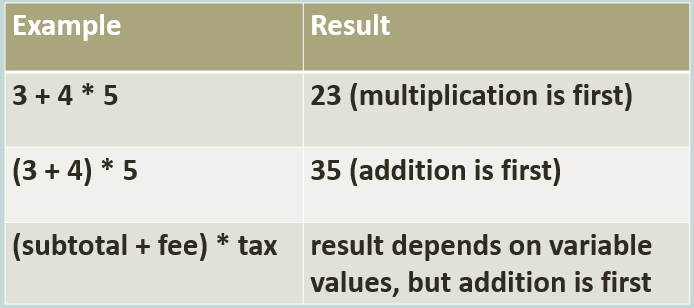 Example
Result
3 + 4 * 5
23 (multiplication is first)
(3 + 4) * 5
35 (addition is first)
(subtotal + fee) * tax
result depends on variable
values, but addition is first